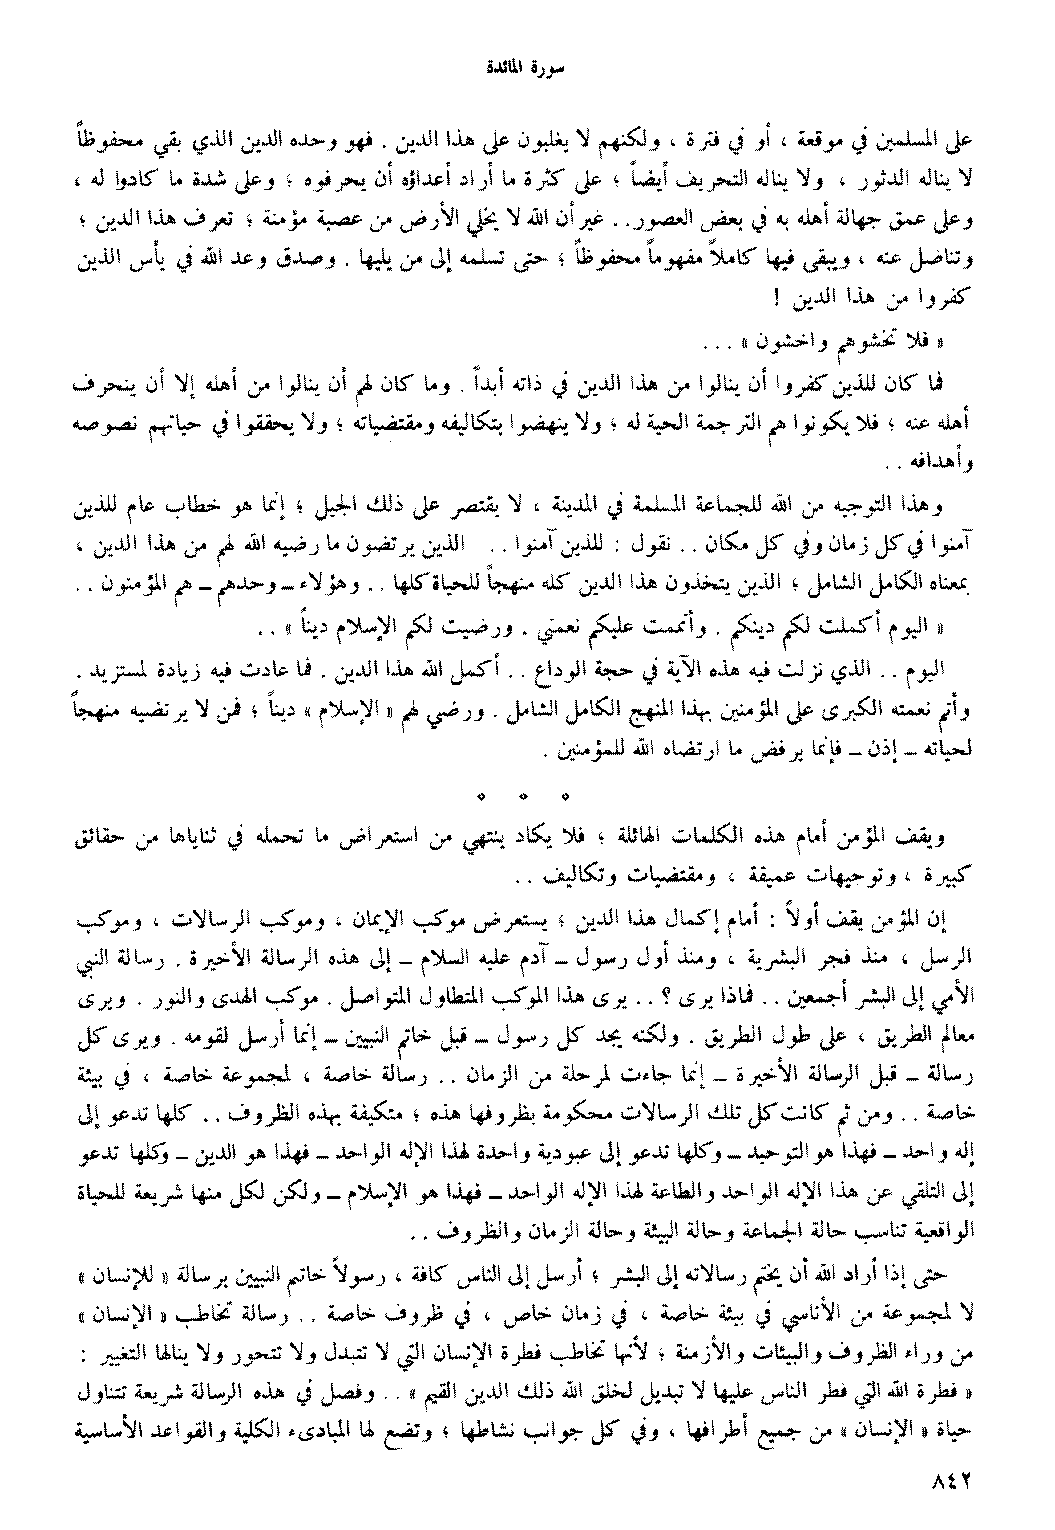 سورة المائدة
على المسلمين في موقعة ، أو في فترة ، ولكنهم لا يغلبون على هذا الدين . فهو وحده الدين الذي بقي محفوظاً
لا يناله الدثور ، ولا يناله التحريف أيضاً ؛ على كثرة ما أراد أعداؤه أن يحرفوه ؛ وعلى شدة ما كادوا له ،
وعلى عمق جهالة أهله به في بعض العصور.. غير أن الله لا يخلي الأرض من عصبة مؤمنة ؛ تعرف هذا الدين ؛
وتناضل عنه ، ويبقى فيها كاملاً مفهوماً محفوظاً ؛ حتى تسلمه إلى من يليها . وصدق وعد الله في يأس الذين
كفروا من هذا الدين !
« فلا تخشوهم واخشون » ...
فما كان للذين كفروا أن ينالوا من هذا الدين في ذاته أبداً . وما كان لهم أن ينالوا من أهله إلا أن ينحرف
أهله عنه ؛ فلا يكونوا هم الترجمة الحية له ؛ ولا ينهضوا بتكاليفه ومقتضياته ؛ ولا يحققوا في حياتهم نصوصه
وأهدافه ..
وهذا التوجيه من الله للجماعة المسلمة في المدينة ، لا يقتصر على ذلك الجيل ؛ إنما هو خطاب عام للذين
آمنوا في كل زمان وفي كل مكان .. نقول : للذين آمنوا .. الذين يرتضون ما رضيه الله لهم من هذا الدين ،
بمعناه الكامل الشامل ؛ الذين يتخذون هذا الدين كله منهجاً للحياة كلها .. وهؤلاء – وحدهم – هم المؤمنون ..
« اليوم أكملت لكم دينكم . وأتممت عليكم نعمتي . ورضيت لكم الإسلام ديناً » ..
اليوم .. الذي نزلت فيه هذه الآية في حجة الوداع .. أكمل الله هذا الدين . فما عادت فيه زيادة لمستزيد .
وأتم نعمته الكبرى على المؤمنين بهذا المنهج الكامل الشامل . ورضي لهم « الإسلام » ديناً ؛ فمن لا يرتضيه منهجاً
لحياته – إذن – فإنما يرفض ما ارتضاه الله للمؤمنين .
° ° °
ويقف المؤمن أمام هذه الكلمات الهائلة ؛ فلا يكاد ينتهي من استعراض ما تحمله في ثناياها من حقائق
كبيرة ، وتوجيهات عميقة ، ومقتضيات وتكاليف ..
إن المؤمن يقف أولاً : أمام إكمال هذا الدين ؛ يستعرض موكب الإيمان ، وموكب الرسالات ، وموكب
الرسل ، منذ فجر البشرية ، ومنذ أول رسول – آدم عليه السلام – إلى هذه الرسالة الأخيرة . رسالة النبي
الأمي إلى البشر أجمعين .. فماذا يرى ؟ .. يرى هذا الموكب المتطاول المتواصل . موكب الهدى والنور . ويرى
معالم الطريق ، على طول الطريق . ولكنه يجد كل رسول – قبل خاتم النبيين – إنما أرسل لقومه . ويرى كل
رسالة – قبل الرسالة الأخيرة – إنما جاءت لمرحلة من الزمان .. رسالة خاصة ، لمجموعة خاصة ، في بيئة
خاصة .. ومن ثم كانت كل تلك الرسالات محكومة بظروفها هذه ؛ متكيفة بهذه الظروف .. كلها تدعو إلى
إله واحد – فهذا هو التوحيد – وكلها تدعو إلى عبودية واحدة لهذا الإله الواحد – فهذا هو الدين – وكلها تدعو
إلى التلقي عن هذا الإله الواحد والطاعة لهذا الإله الواحد – فهذا هو الإسلام – ولكن لكل منها شريعة للحياة
الواقعية تناسب حالة الجماعة وحالة البيئة وحالة الزمان والظروف ..
حتى إذا أراد الله أن يختم رسالاته إلى البشر ؛ أرسل إلى الناس كافة ، رسولاً خاتم النبيين برسالة « للإنسان »
لا لمجموعة من الأناسي في بيئة خاصة ، في زمان خاص ، في ظروف خاصة .. رسالة تخاطب « الإنسان »
من وراء الظروف والبيئات والأزمنة ؛ لأنها تخاطب فطرة الإنسان التي لا تتبدل ولا تتحور ولا ينالها التغيير :
« فطرة الله التي فطر الناس عليها لا تبديل لخلق الله ذلك الدين القيم » .. وفصل في هذه الرسالة شريعة تتناول
حياة « الإنسان » من جميع أطرافها ، وفي كل جوانب نشاطها ؛ وتضع لها المبادىء الكلية والقواعد الأساسية
٨٤٢